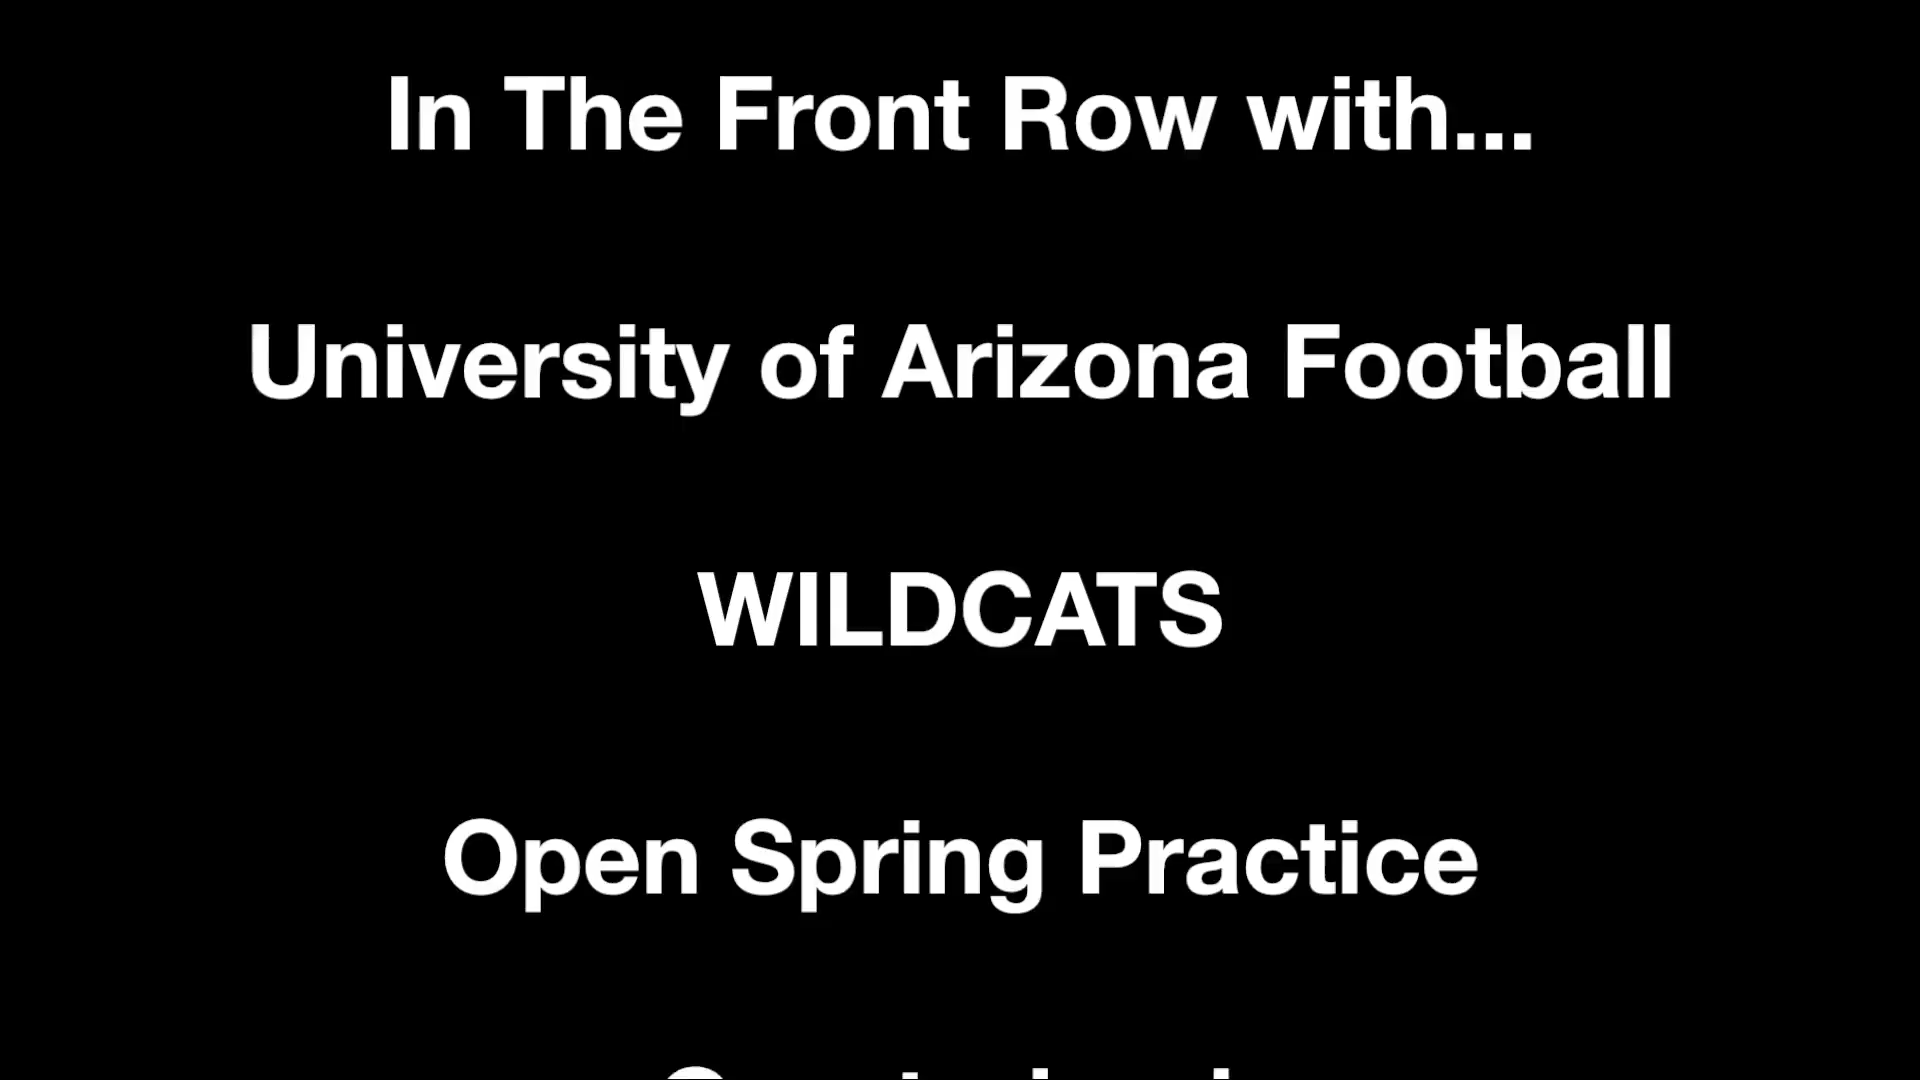 In The Front Row with...
University of Arizona Football
WILDCATS
Open Spring Practice